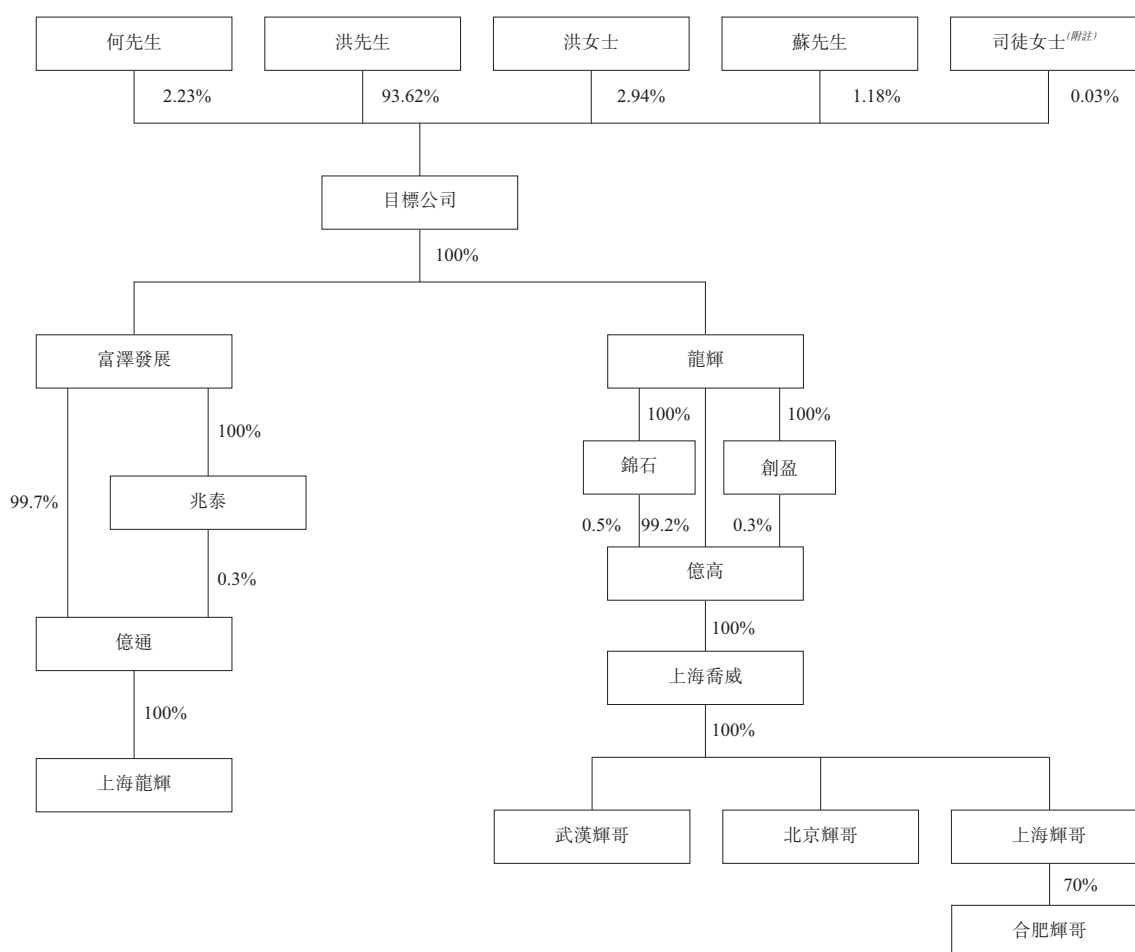 何先生
洪先生
洪女士
蘇先生
司徒女士(附註)
2.23%
93.62%
2.94%
1.18%
0.03%
目標公司
100%
富澤發展
龍輝
100%
100%
100%
錦石
創盈
99.7%
兆泰
0.5%
99.2%
0.3%
億高
0.3%
100%
億通
上海喬威
100%
100%
上海龍輝
武漢輝哥
北京輝哥
上海輝哥
70%
合肥輝哥